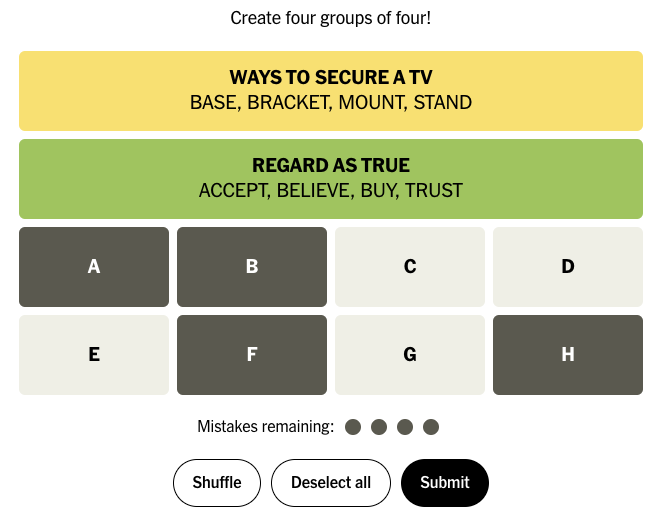 Create four groups of four!
WAYS TO SECURE A TV
BASE, BRACKET, MOUNT, STAND
REGARD AS TRUE
ACCEPT, BELIEVE, BUY, TRUST
A B C D
E F G H
Mistakes remaining:
Shuffle Deselect all Submit